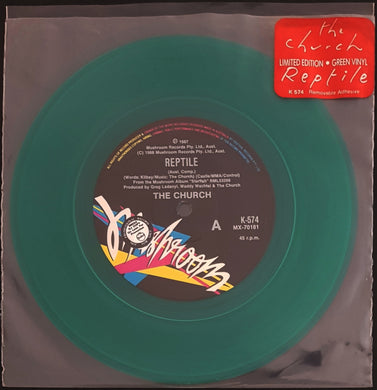 the
church
LIMITED EDITION • GREEN VINYL
Reptile
K 574 Removable Adhesive
℗ 1987
Mushroom Records Pty. Ltd., Aust.
(C) 1988 Mushroom Records Pty. Ltd., Aust.
REPTILE
(Aust. Comp.)
(Words: Kilbey/Music: The Church) (Castle/MMA/Control)
From the Mushroom Album "Starfish" RML53266
Produced by Greg Ladanyi, Waddy Wachtel & The Church
THE CHURCH
A
K-574
MX-70181
45 r.p.m.
Mushroom